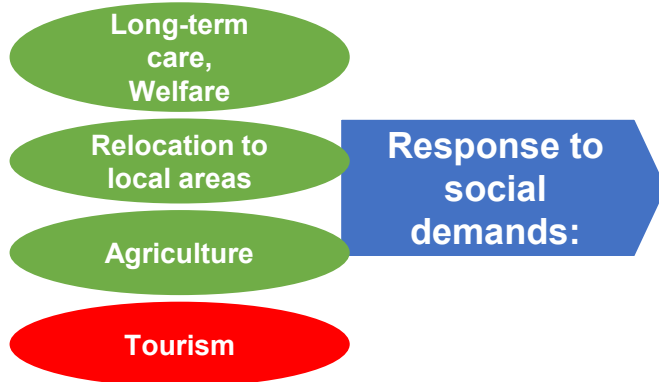 Long-term
care,
Welfare
Relocation to
local areas
Agriculture
Tourism
Response to
social
demands: